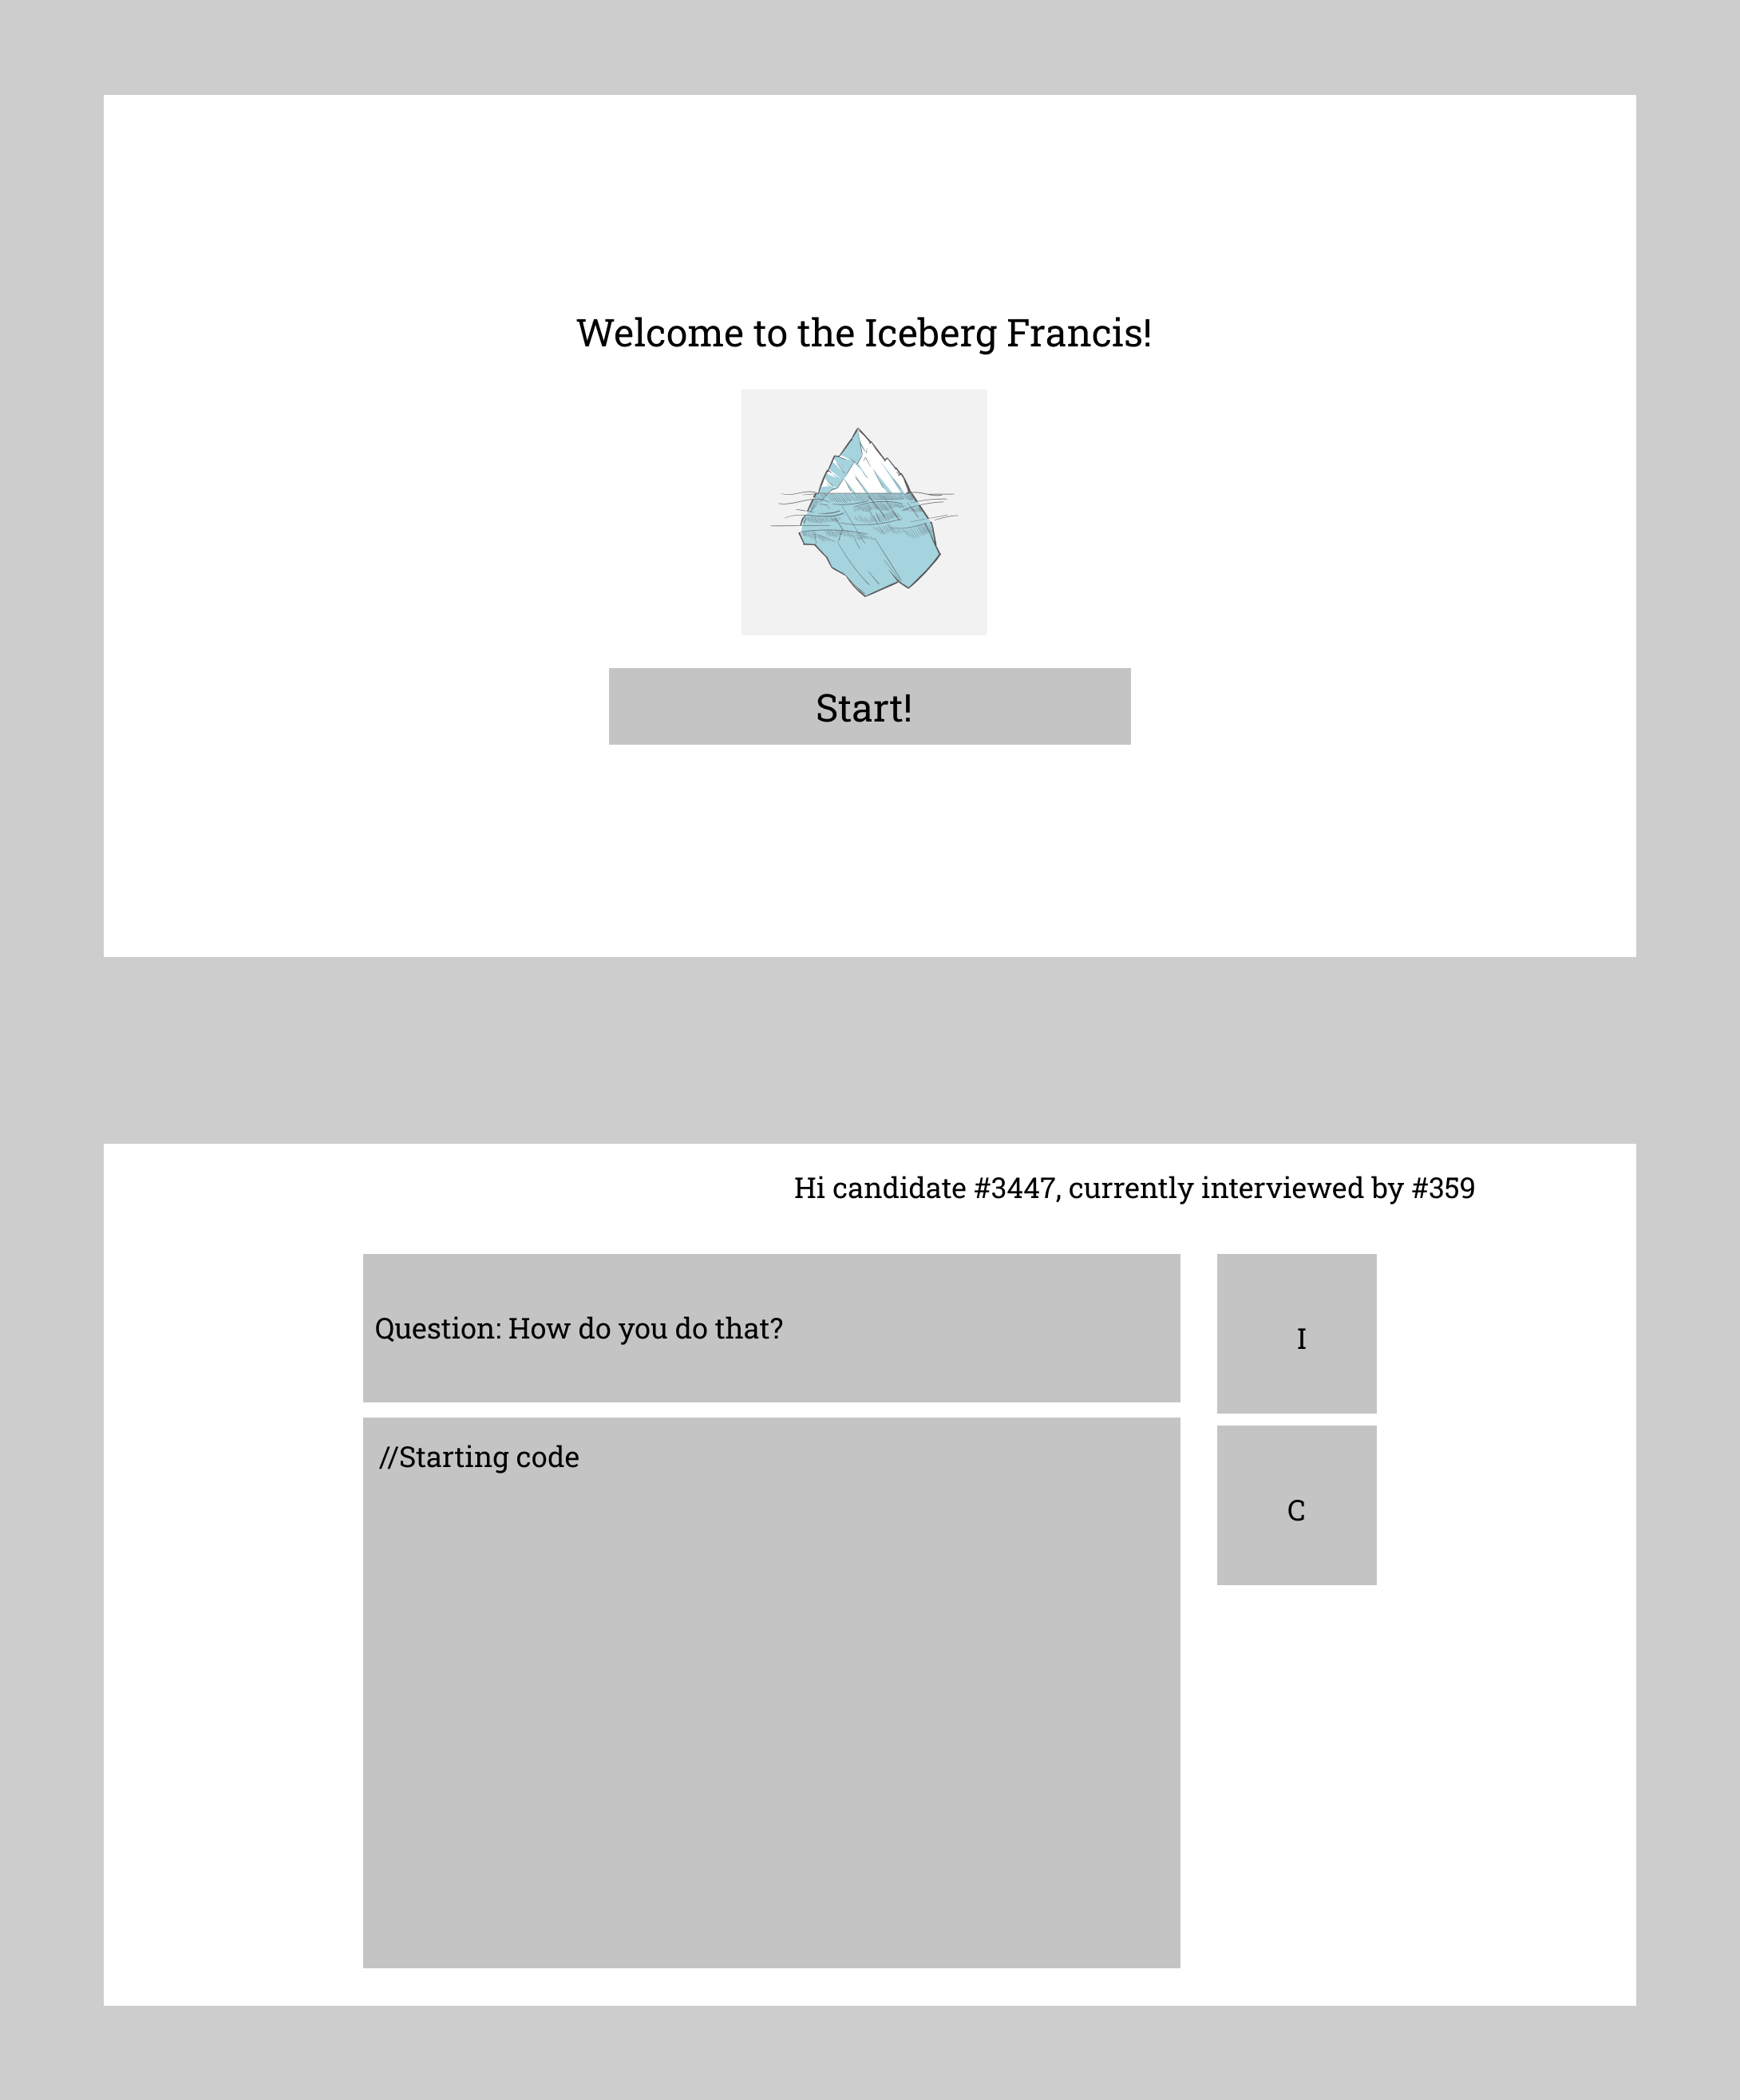 Welcome to the Iceberg Francis!
Start!
Hi candidate #3447, currently interviewed by #359
Question: How do you do that?
I
//Starting code
C